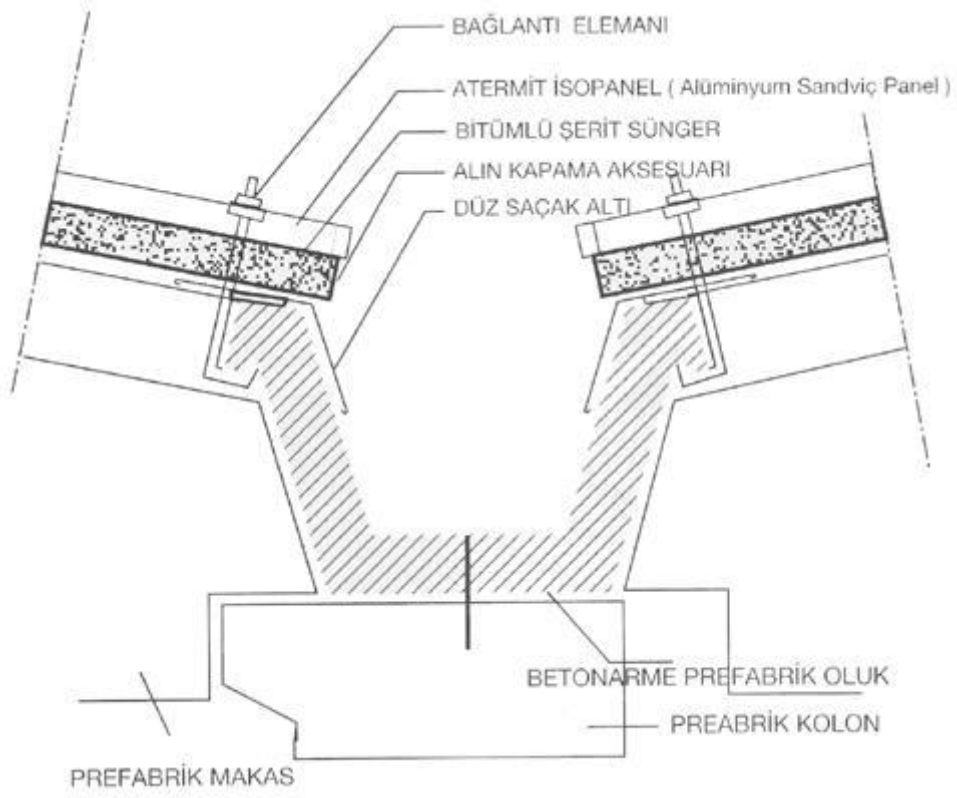 BAĞLANTI ELEMANI
ATERMİT İSOPANEL ( Alüminyum Sandviç Panel )
BİTÜMLÜ ŞERİT SÜNGER
ALIN KAPAMA AKSESUARI
DÜZ SAÇAK ALTI
BETONARME PREFABRİK OLUK
PREABRİK KOLON
PREFABRİK MAKAS